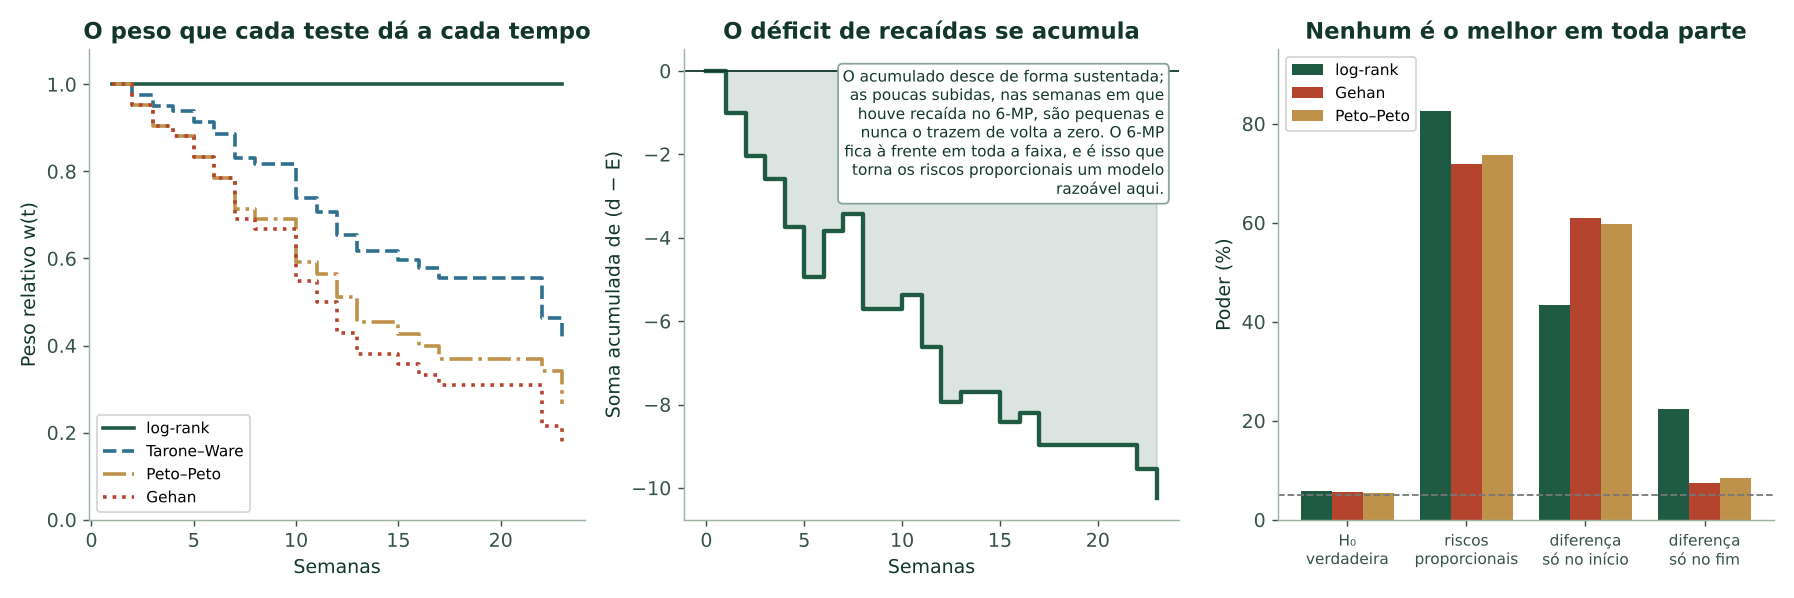 O peso que cada teste dá a cada tempo
Peso relativo w(t)
1.0
0.8
0.6
0.4
0.2
0.0
log-rank
Tarone–Ware
Peto–Peto
Gehan
0
5
10
15
20
Semanas
O déficit de recaídas se acumula
Soma acumulada de (d − E)
0
−2
−4
−6
−8
−10
O acumulado desce de forma sustentada;
as poucas subidas, nas semanas em que
houve recaída no 6-MP, são pequenas e
nunca o trazem de volta a zero. O 6-MP
fica à frente em toda a faixa, e é isso que
torna os riscos proporcionais um modelo
razoável aqui.
0
5
10
15
20
Semanas
Nenhum é o melhor em toda parte
Poder (%)
80
60
40
20
0
log-rank
Gehan
Peto–Peto
H₀
verdadeira
riscos
proporcionais
diferença
só no início
diferença
só no fim